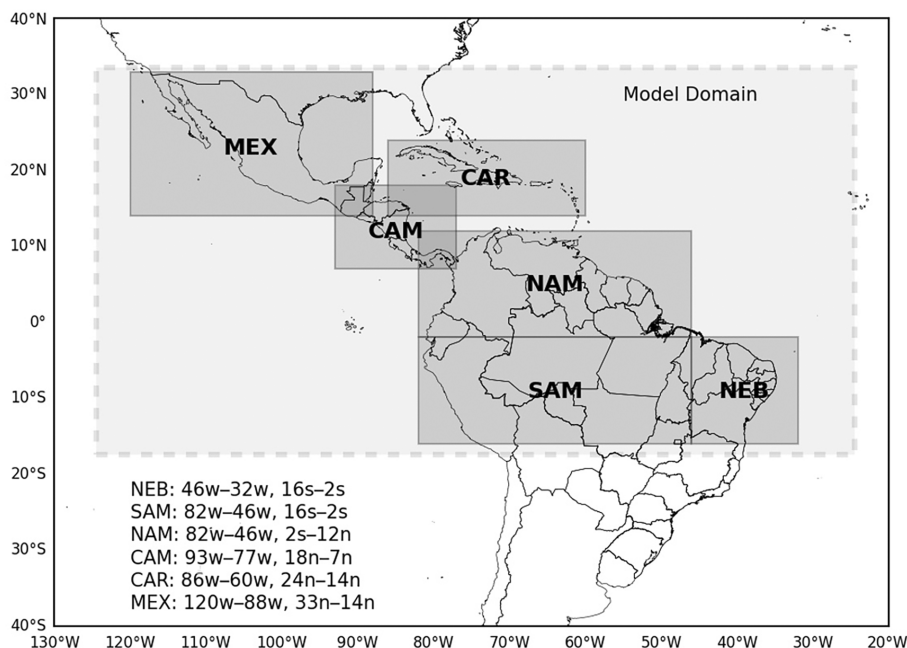 40°N
30°N
20°N
10°N
0°
10°S
20°S
30°S
40°S
Model Domain
MEX
CAR
CAM
NAM
SAM
NEB
NEB: 46w–32w, 16s–2s
SAM: 82w–46w, 16s–2s
NAM: 82w–46w, 2s–12n
CAM: 93w–77w, 18n–7n
CAR: 86w–60w, 24n–14n
MEX: 120w–88w, 33n–14n
130°W 120°W 110°W 100°W 90°W 80°W 70°W 60°W 50°W 40°W 30°W 20°W